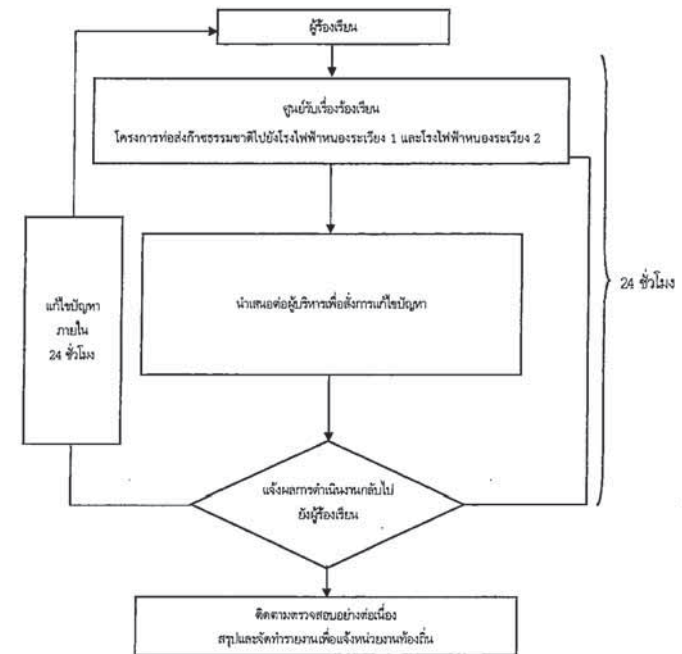 ผู้ร้องเรียน
ศูนย์รับเรื่องร้องเรียน
โครงการท่อส่งก๊าซธรรมชาติไปยังโรงไฟฟ้าหนองระเวียง 1 และโรงไฟฟ้าหนองระเวียง 2
นำเสนอต่อผู้บริหารเพื่อสั่งการแก้ไขปัญหา
แก้ไขปัญหา
ภายใน
24 ชั่วโมง
24 ชั่วโมง
แจ้งผลการดำเนินงานกลับไป
ยังผู้ร้องเรียน
ติดตามตรวจสอบอย่างต่อเนื่อง
สรุปและจัดทำรายงานเพื่อแจ้งหน่วยงานท้องถิ่น